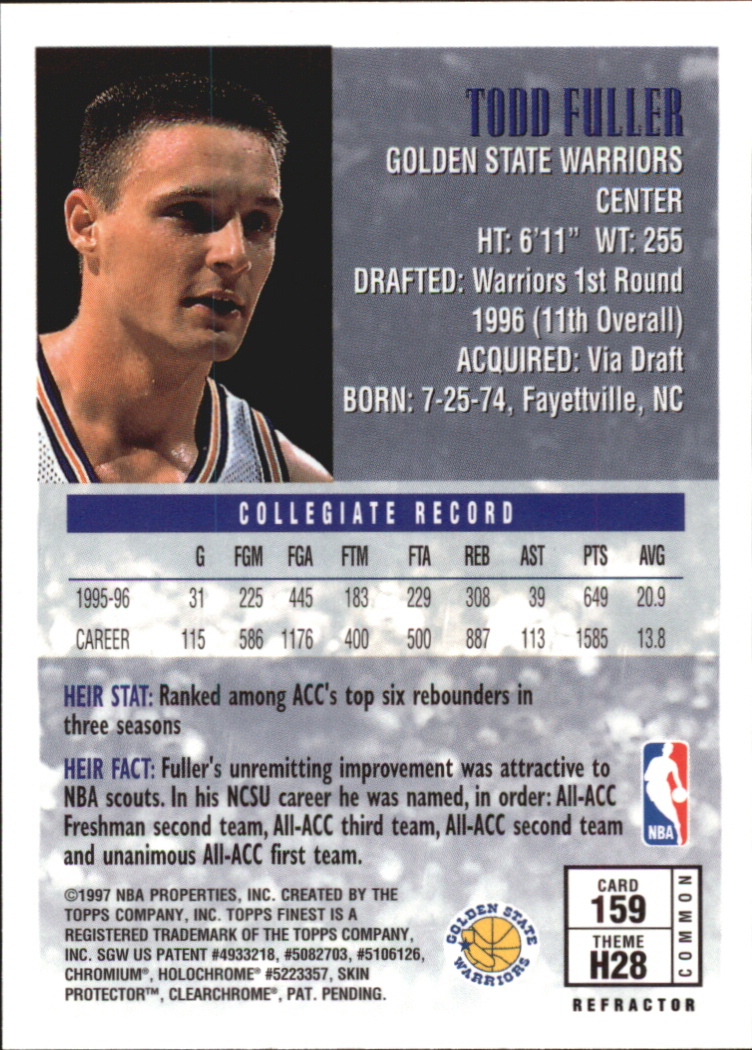 TODD FULLER
GOLDEN STATE WARRIORS
CENTER
HT: 6'11" WT: 255
DRAFTED: Warriors 1st Round
1996 (11th Overall)
ACQUIRED: Via Draft
BORN: 7-25-74, Fayettville, NC
COLLEGIATE RECORD
G FGM FGA FTM FTA REB AST PTS AVG
1995-96 31 225 445 183 229 308 39 649 20.9
CAREER 115 586 1176 400 500 887 113 1585 13.8
HEIR STAT: Ranked among ACC's top six rebounders in
three seasons
HEIR FACT: Fuller's unremitting improvement was attractive to
NBA scouts. In his NCSU career he was named, in order: All-ACC
Freshman second team, All-ACC third team, All-ACC second team
and unanimous All-ACC first team.
NBA
©1997 NBA PROPERTIES, INC. CREATED BY THE
TOPPS COMPANY, INC. TOPPS FINEST IS A
REGISTERED TRADEMARK OF THE TOPPS COMPANY,
INC. SGW US PATENT #4933218, #5082703, #5106126,
CHROMIUM®, HOLOCHROME® #5223357, SKIN
PROTECTOR™, CLEARCHROME®, PAT. PENDING.
GOLDEN STATE
WARRIORS
CARD
159
THEME
H28
COMMON
REFRACTOR